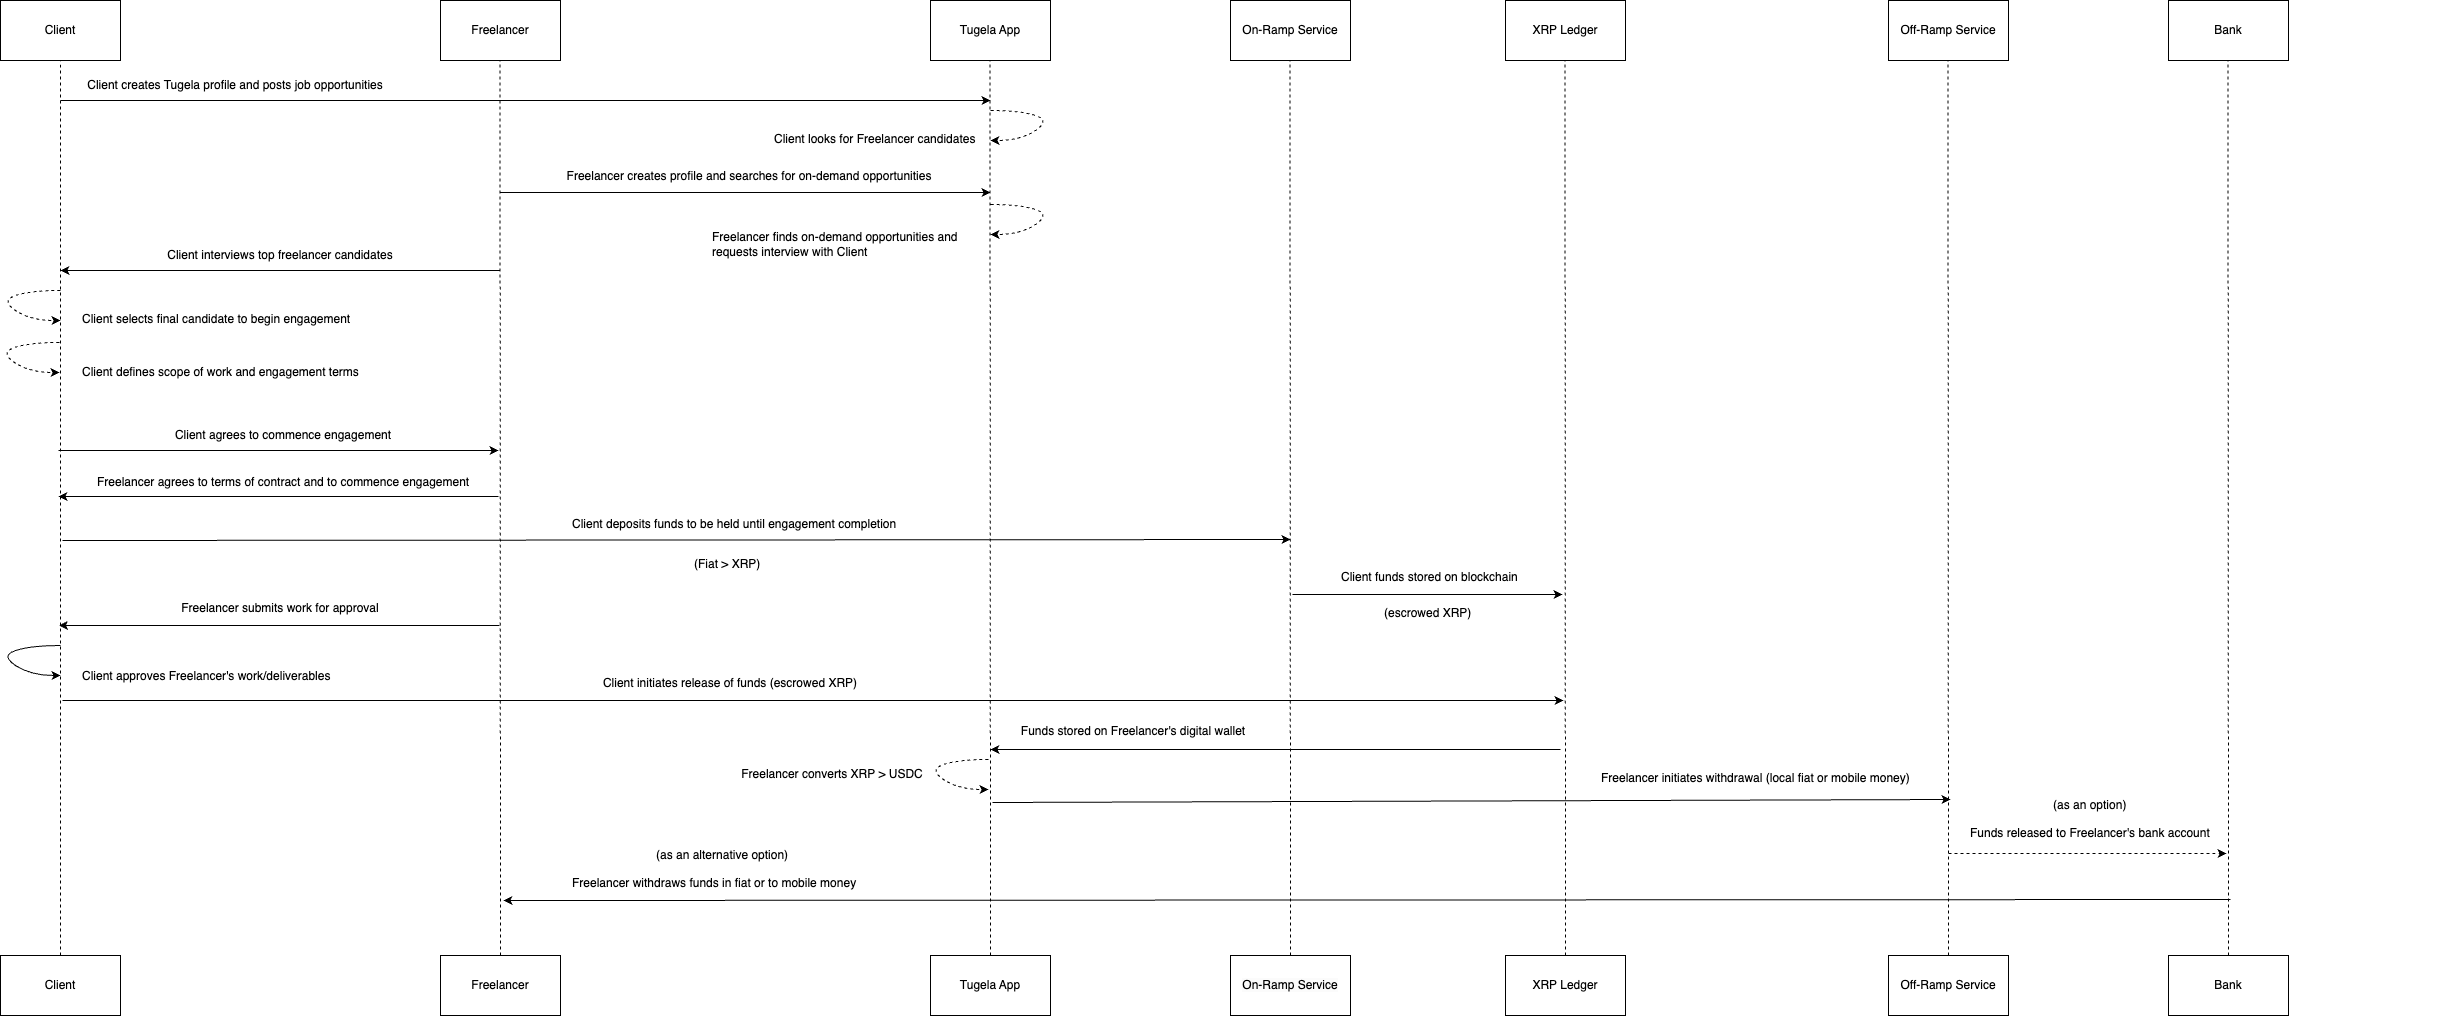 Client
Freelancer
Tugela App
On-Ramp Service
XRP Ledger
Off-Ramp Service
Bank
Client creates Tugela profile and posts job opportunities
Client looks for Freelancer candidates
Freelancer creates profile and searches for on-demand opportunities
Freelancer finds on-demand opportunities and
requests interview with Client
Client interviews top freelancer candidates
Client selects final candidate to begin engagement
Client defines scope of work and engagement terms
Client agrees to commence engagement
Freelancer agrees to terms of contract and to commence engagement
Client deposits funds to be held until engagement completion
(Fiat > XRP)
Client funds stored on blockchain
(escrowed XRP)
Freelancer submits work for approval
Client approves Freelancer's work/deliverables
Client initiates release of funds (escrowed XRP)
Funds stored on Freelancer's digital wallet
Freelancer converts XRP > USDC
Freelancer initiates withdrawal (local fiat or mobile money)
(as an option)
Funds released to Freelancer's bank account
(as an alternative option)
Freelancer withdraws funds in fiat or to mobile money
Client
Freelancer
Tugela App
On-Ramp Service
XRP Ledger
Off-Ramp Service
Bank